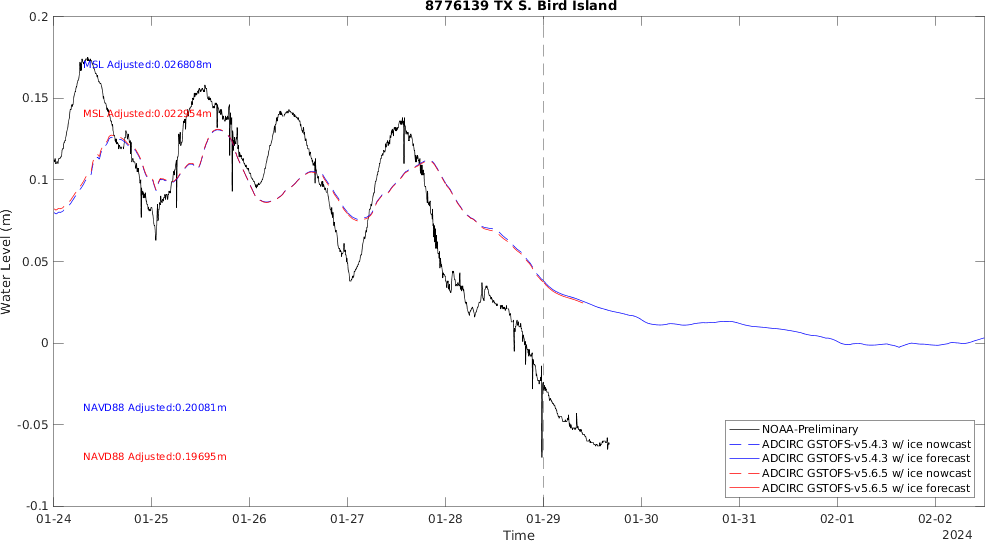 8776139 TX S. Bird Island
0.2
0.15
0.1
0.05
0
-0.05
-0.1
Water Level (m)
MSL Adjusted:0.026808m
MSL Adjusted:0.022954m
NAVD88 Adjusted:0.20081m
NAVD88 Adjusted:0.19695m
NOAA-Preliminary
ADCIRC GSTOFS-v5.4.3 w/ ice nowcast
ADCIRC GSTOFS-v5.4.3 w/ ice forecast
ADCIRC GSTOFS-v5.6.5 w/ ice nowcast
ADCIRC GSTOFS-v5.6.5 w/ ice forecast
01-24 01-25 01-26 01-27 01-28 01-29 01-30 01-31 02-01 02-02
Time
2024